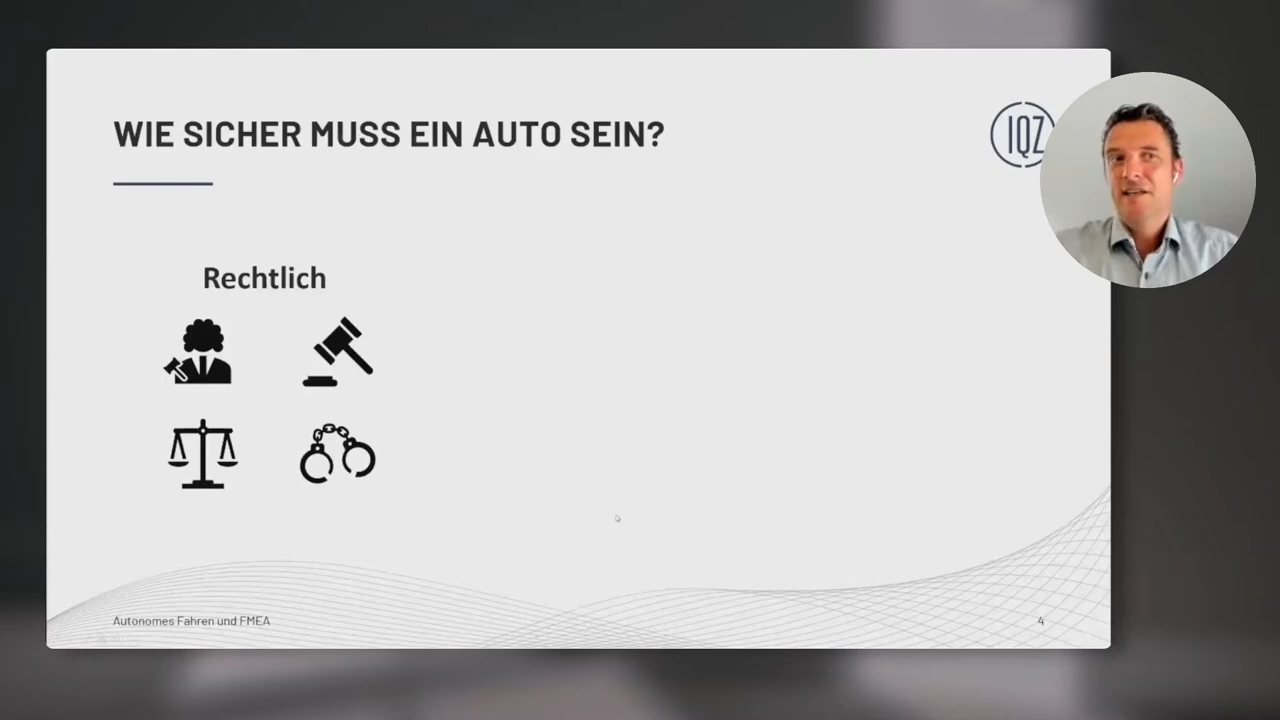 WIE SICHER MUSS EIN AUTO SEIN?
IQZ
Rechtlich
Autonomes Fahren und FMEA
4